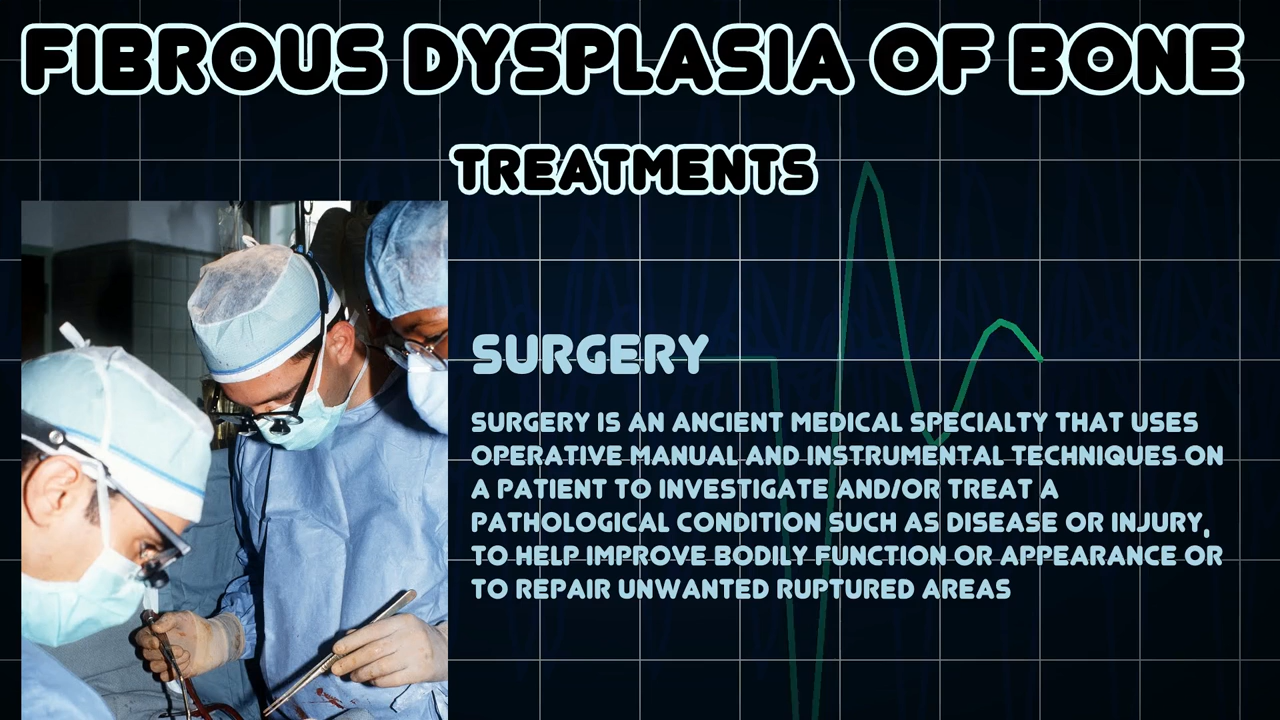 FIBROUS DYSPLASIA OF BONE
TREATMENTS
SURGERY
SURGERY IS AN ANCIENT MEDICAL SPECIALTY THAT USES
OPERATIVE MANUAL AND INSTRUMENTAL TECHNIQUES ON
A PATIENT TO INVESTIGATE AND/OR TREAT A
PATHOLOGICAL CONDITION SUCH AS DISEASE OR INJURY,
TO HELP IMPROVE BODILY FUNCTION OR APPEARANCE OR
TO REPAIR UNWANTED RUPTURED AREAS